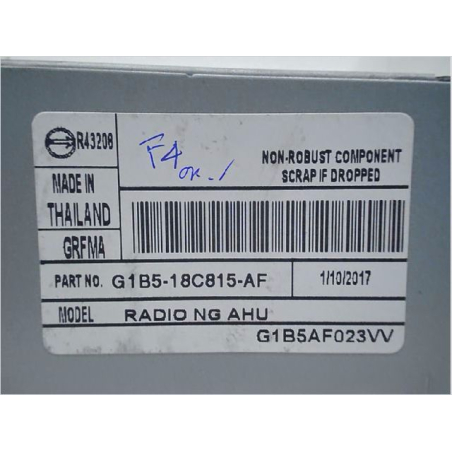 R43208
F4
OK
NON-ROBUST COMPONENT
SCRAP IF DROPPED
MADE IN
THAILAND
GRFMA
PART NO. G1B5-18C815-AF 1/10/2017
MODEL RADIO NG AHU
G1B5AF023VV